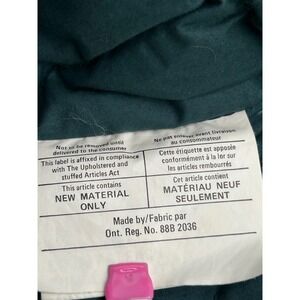 Not to be removed until
delivered to the consumer
Ne pas enlever avant livraison
au consommateur
This label is affixed in compliance
with The Upholstered and
stuffed Articles Act
Cette étiquette est apposée
conformément à la loi sur
les articles rembourrés
This article contains
NEW MATERIAL
ONLY
Cet article contient
MATÉRIAU NEUF
SEULEMENT
Made by/Fabric par
Ont. Reg. No. 88B 2036